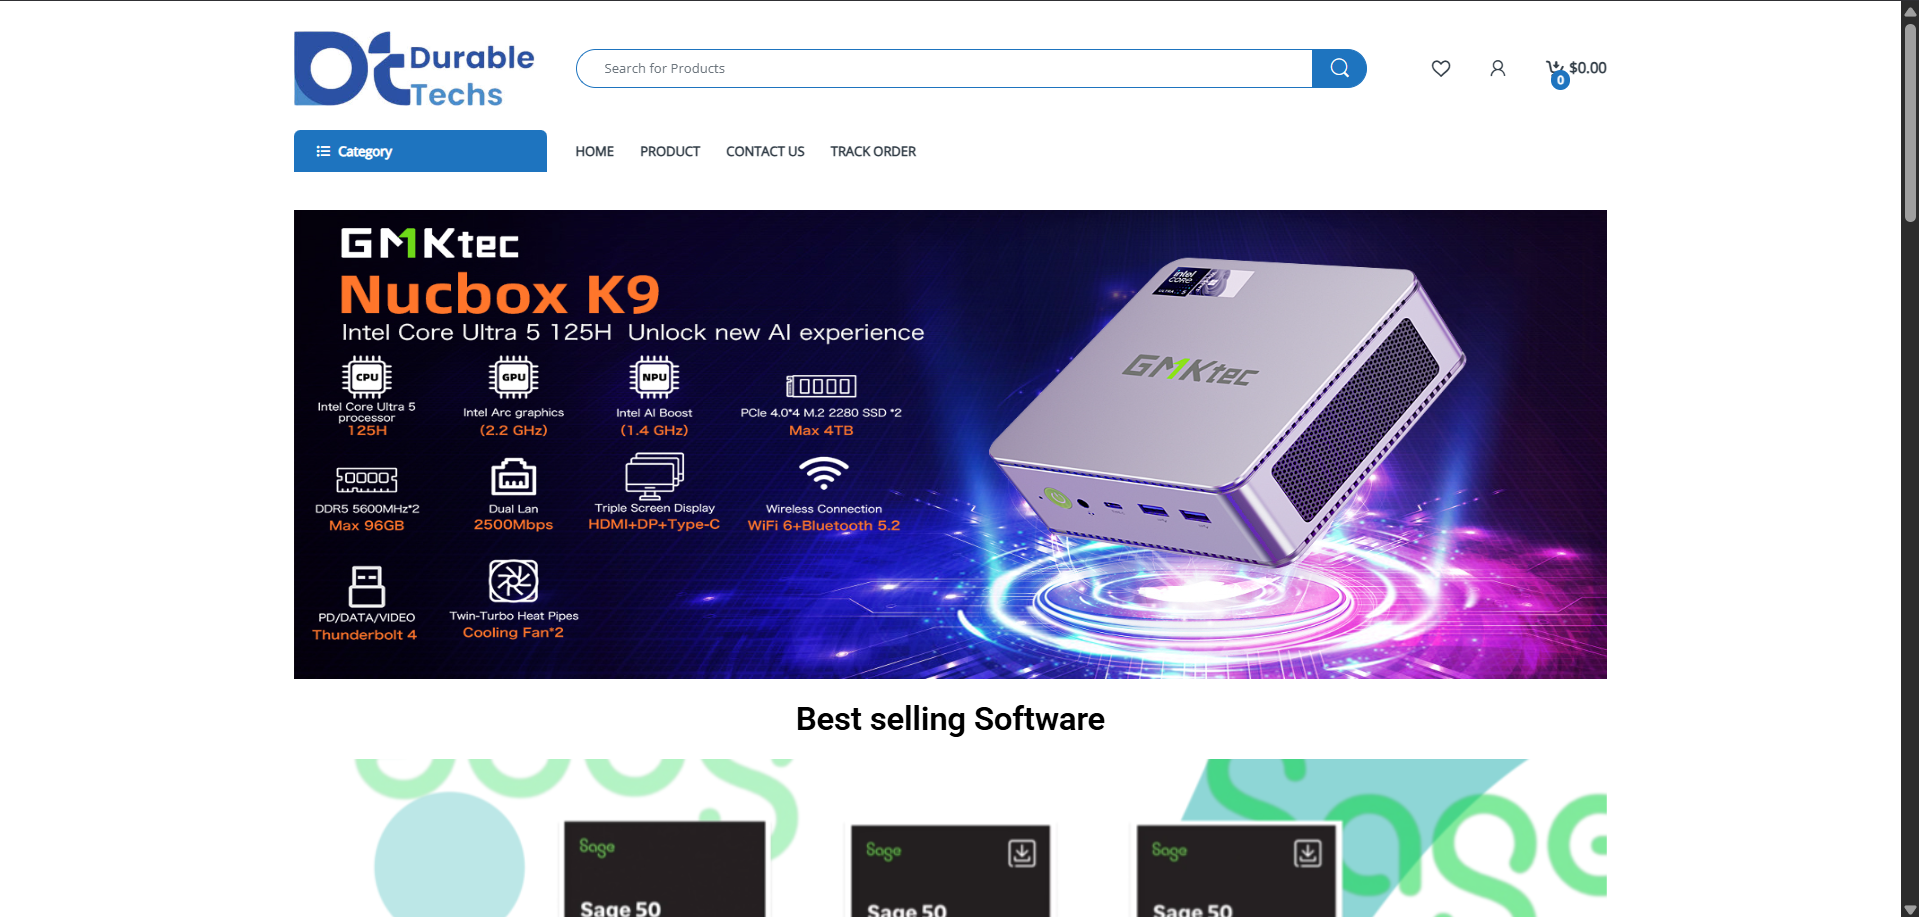 Durable
Techs
Search for Products
0
$0.00
Category
HOME
PRODUCT
CONTACT US
TRACK ORDER
GMKtec
Nucbox K9
Intel Core Ultra 5 125H Unlock new AI experience
CPU
Intel Core Ultra 5
processor
125H
GPU
Intel Arc graphics
(2.2 GHz)
NPU
Intel AI Boost
(1.4 GHz)
PCIe 4.0*4 M.2 2280 SSD *2
Max 4TB
DDR5 5600MHz*2
Max 96GB
Dual Lan
2500Mbps
Triple Screen Display
HDMI+DP+Type-C
Wireless Connection
WiFi 6+Bluetooth 5.2
PD/DATA/VIDEO
Thunderbolt 4
Twin-Turbo Heat Pipes
Cooling Fan*2
intel
CORE
ULTRA 5
GMKtec
Best selling Software
Sage
Sage
Sage 50
Sage
Sage 50
Sage
Sage 50